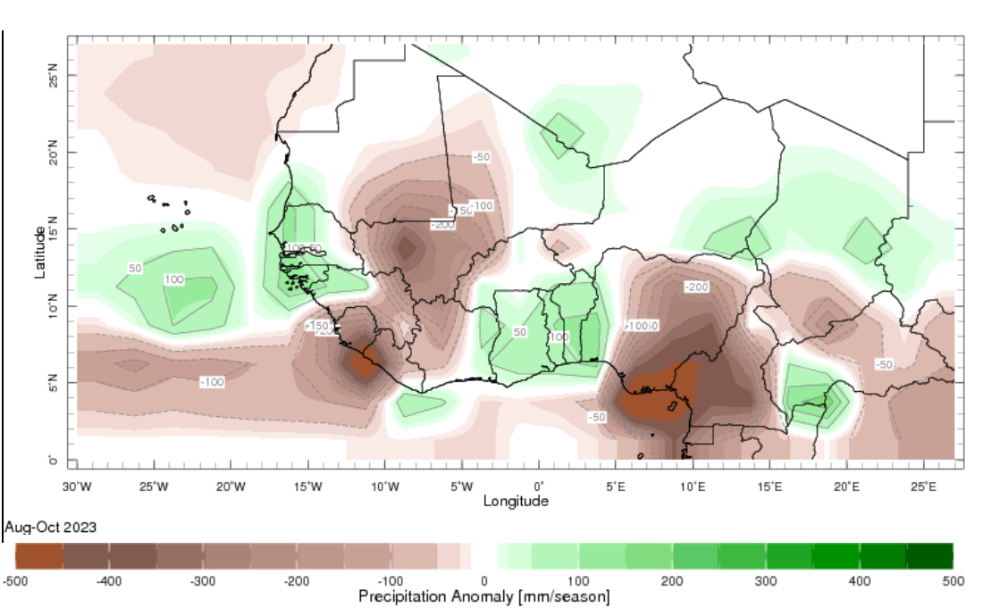 Latitude
25°N
20°N
15°N
10°N
5°N
0°
-50
-100
-150
-200
50
100
100
50
-200
-150
50
100
-50
-100
-50
30°W 25°W 20°W 15°W 10°W 5°W 0° 5°E 10°E 15°E 20°E 25°E
Longitude
Aug-Oct 2023
-500 -400 -300 -200 -100 0 100 200 300 400 500
Precipitation Anomaly [mm/season]